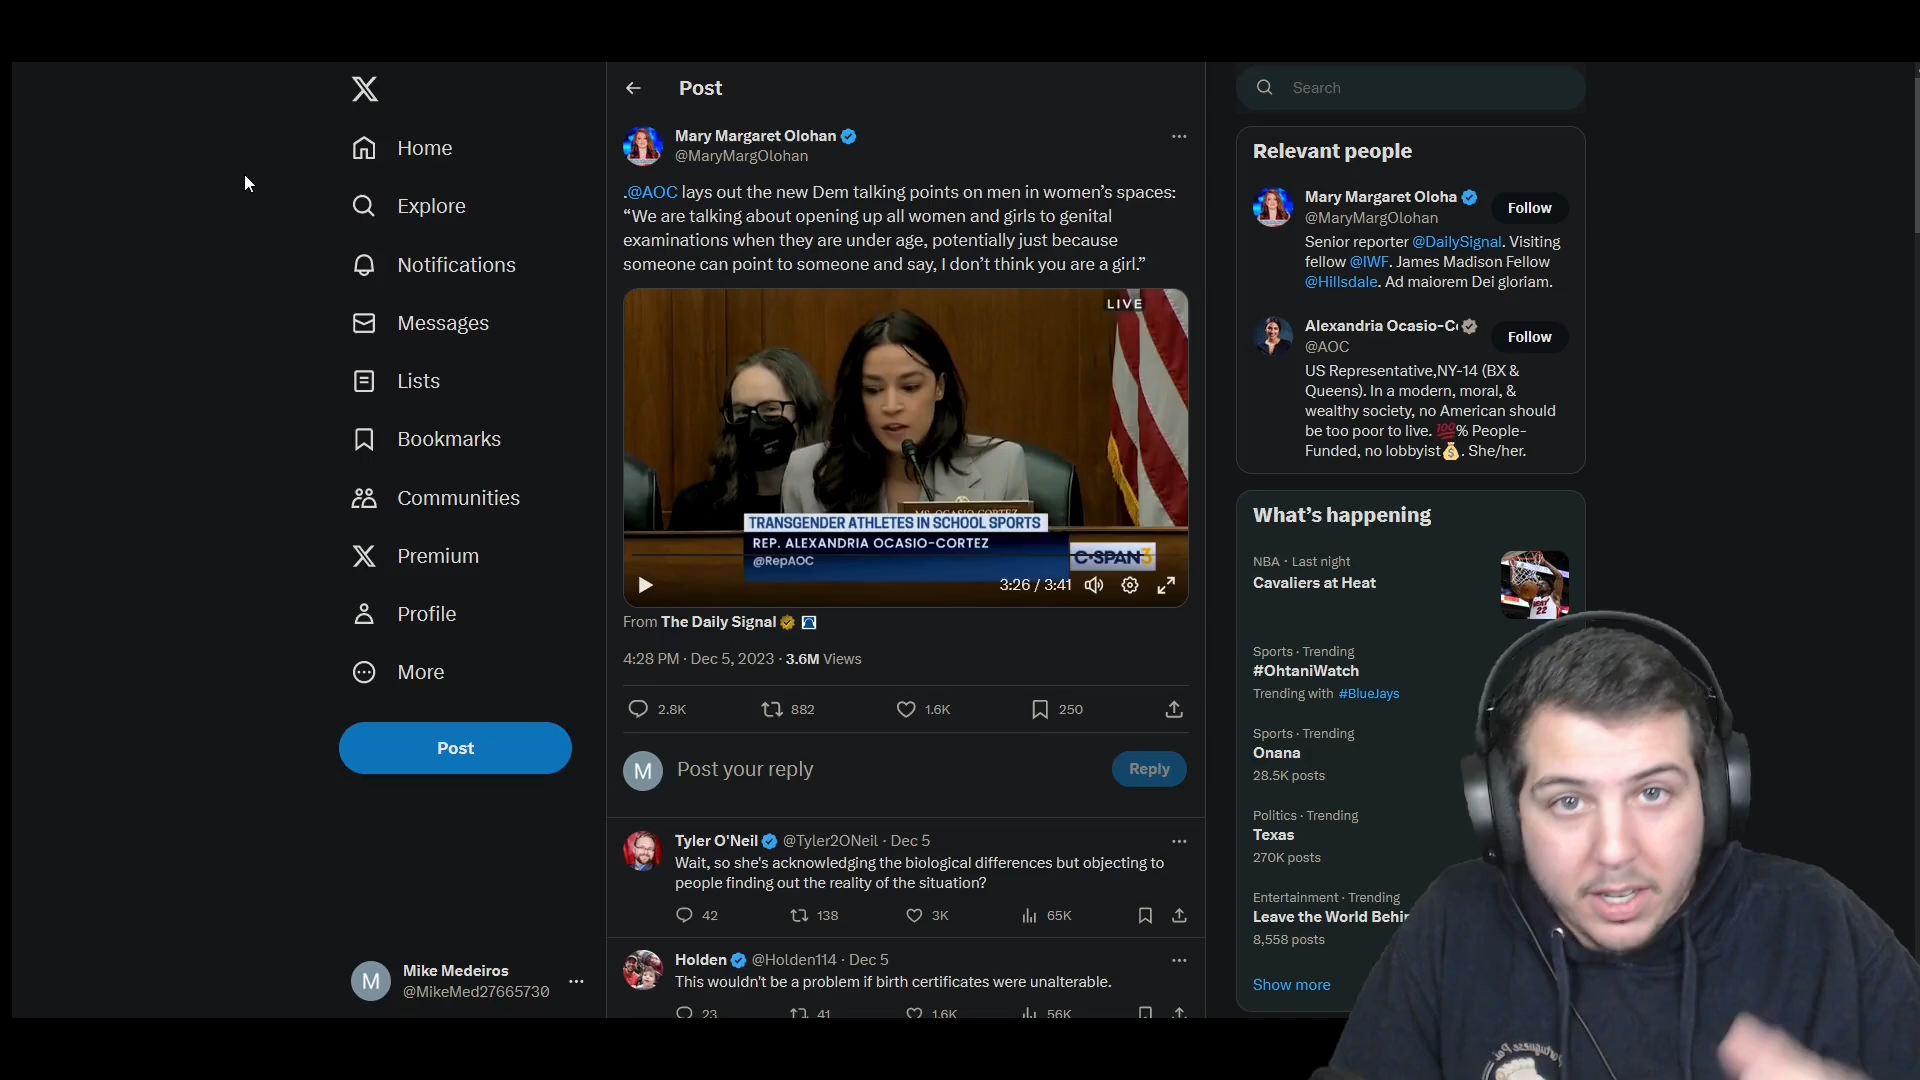 Home
Explore
Notifications
Messages
Lists
Bookmarks
Communities
Premium
Profile
More
Post
M
Mike Medeiros
@MikeMed27665730
Post
Mary Margaret Olohan
@MaryMargOlohan
.@AOC lays out the new Dem talking points on men in women’s spaces:
“We are talking about opening up all women and girls to genital
examinations when they are under age, potentially just because
someone can point to someone and say, I don’t think you are a girl.”
LIVE
MS. OCASIO-CORTEZ
TRANSGENDER ATHLETES IN SCHOOL SPORTS
REP. ALEXANDRIA OCASIO-CORTEZ
@RepAOC
C-SPAN3
3:26 / 3:41
From The Daily Signal
4:28 PM · Dec 5, 2023 · 3.6M Views
2.8K 882 1.6K 250
M
Post your reply
Reply
Tyler O'Neil @Tyler2ONeil · Dec 5
Wait, so she's acknowledging the biological differences but objecting to
people finding out the reality of the situation?
42 138 3K 65K
Holden @Holden114 · Dec 5
This wouldn't be a problem if birth certificates were unalterable.
23 41 1.6K 56K
Search
Relevant people
Mary Margaret Oloha
@MaryMargOlohan
Follow
Senior reporter @DailySignal. Visiting
fellow @IWF. James Madison Fellow
@Hillsdale. Ad maiorem Dei gloriam.
Alexandria Ocasio-C
@AOC
Follow
US Representative,NY-14 (BX &
Queens). In a modern, moral, &
wealthy society, no American should
be too poor to live. 💯% People-
Funded, no lobbyist💰. She/her.
What’s happening
NBA · Last night
Cavaliers at Heat
Sports · Trending
#OhtaniWatch
Trending with #BlueJays
Sports · Trending
Onana
28.5K posts
Politics · Trending
Texas
270K posts
Entertainment · Trending
Leave the World Behi
8,558 posts
Show more